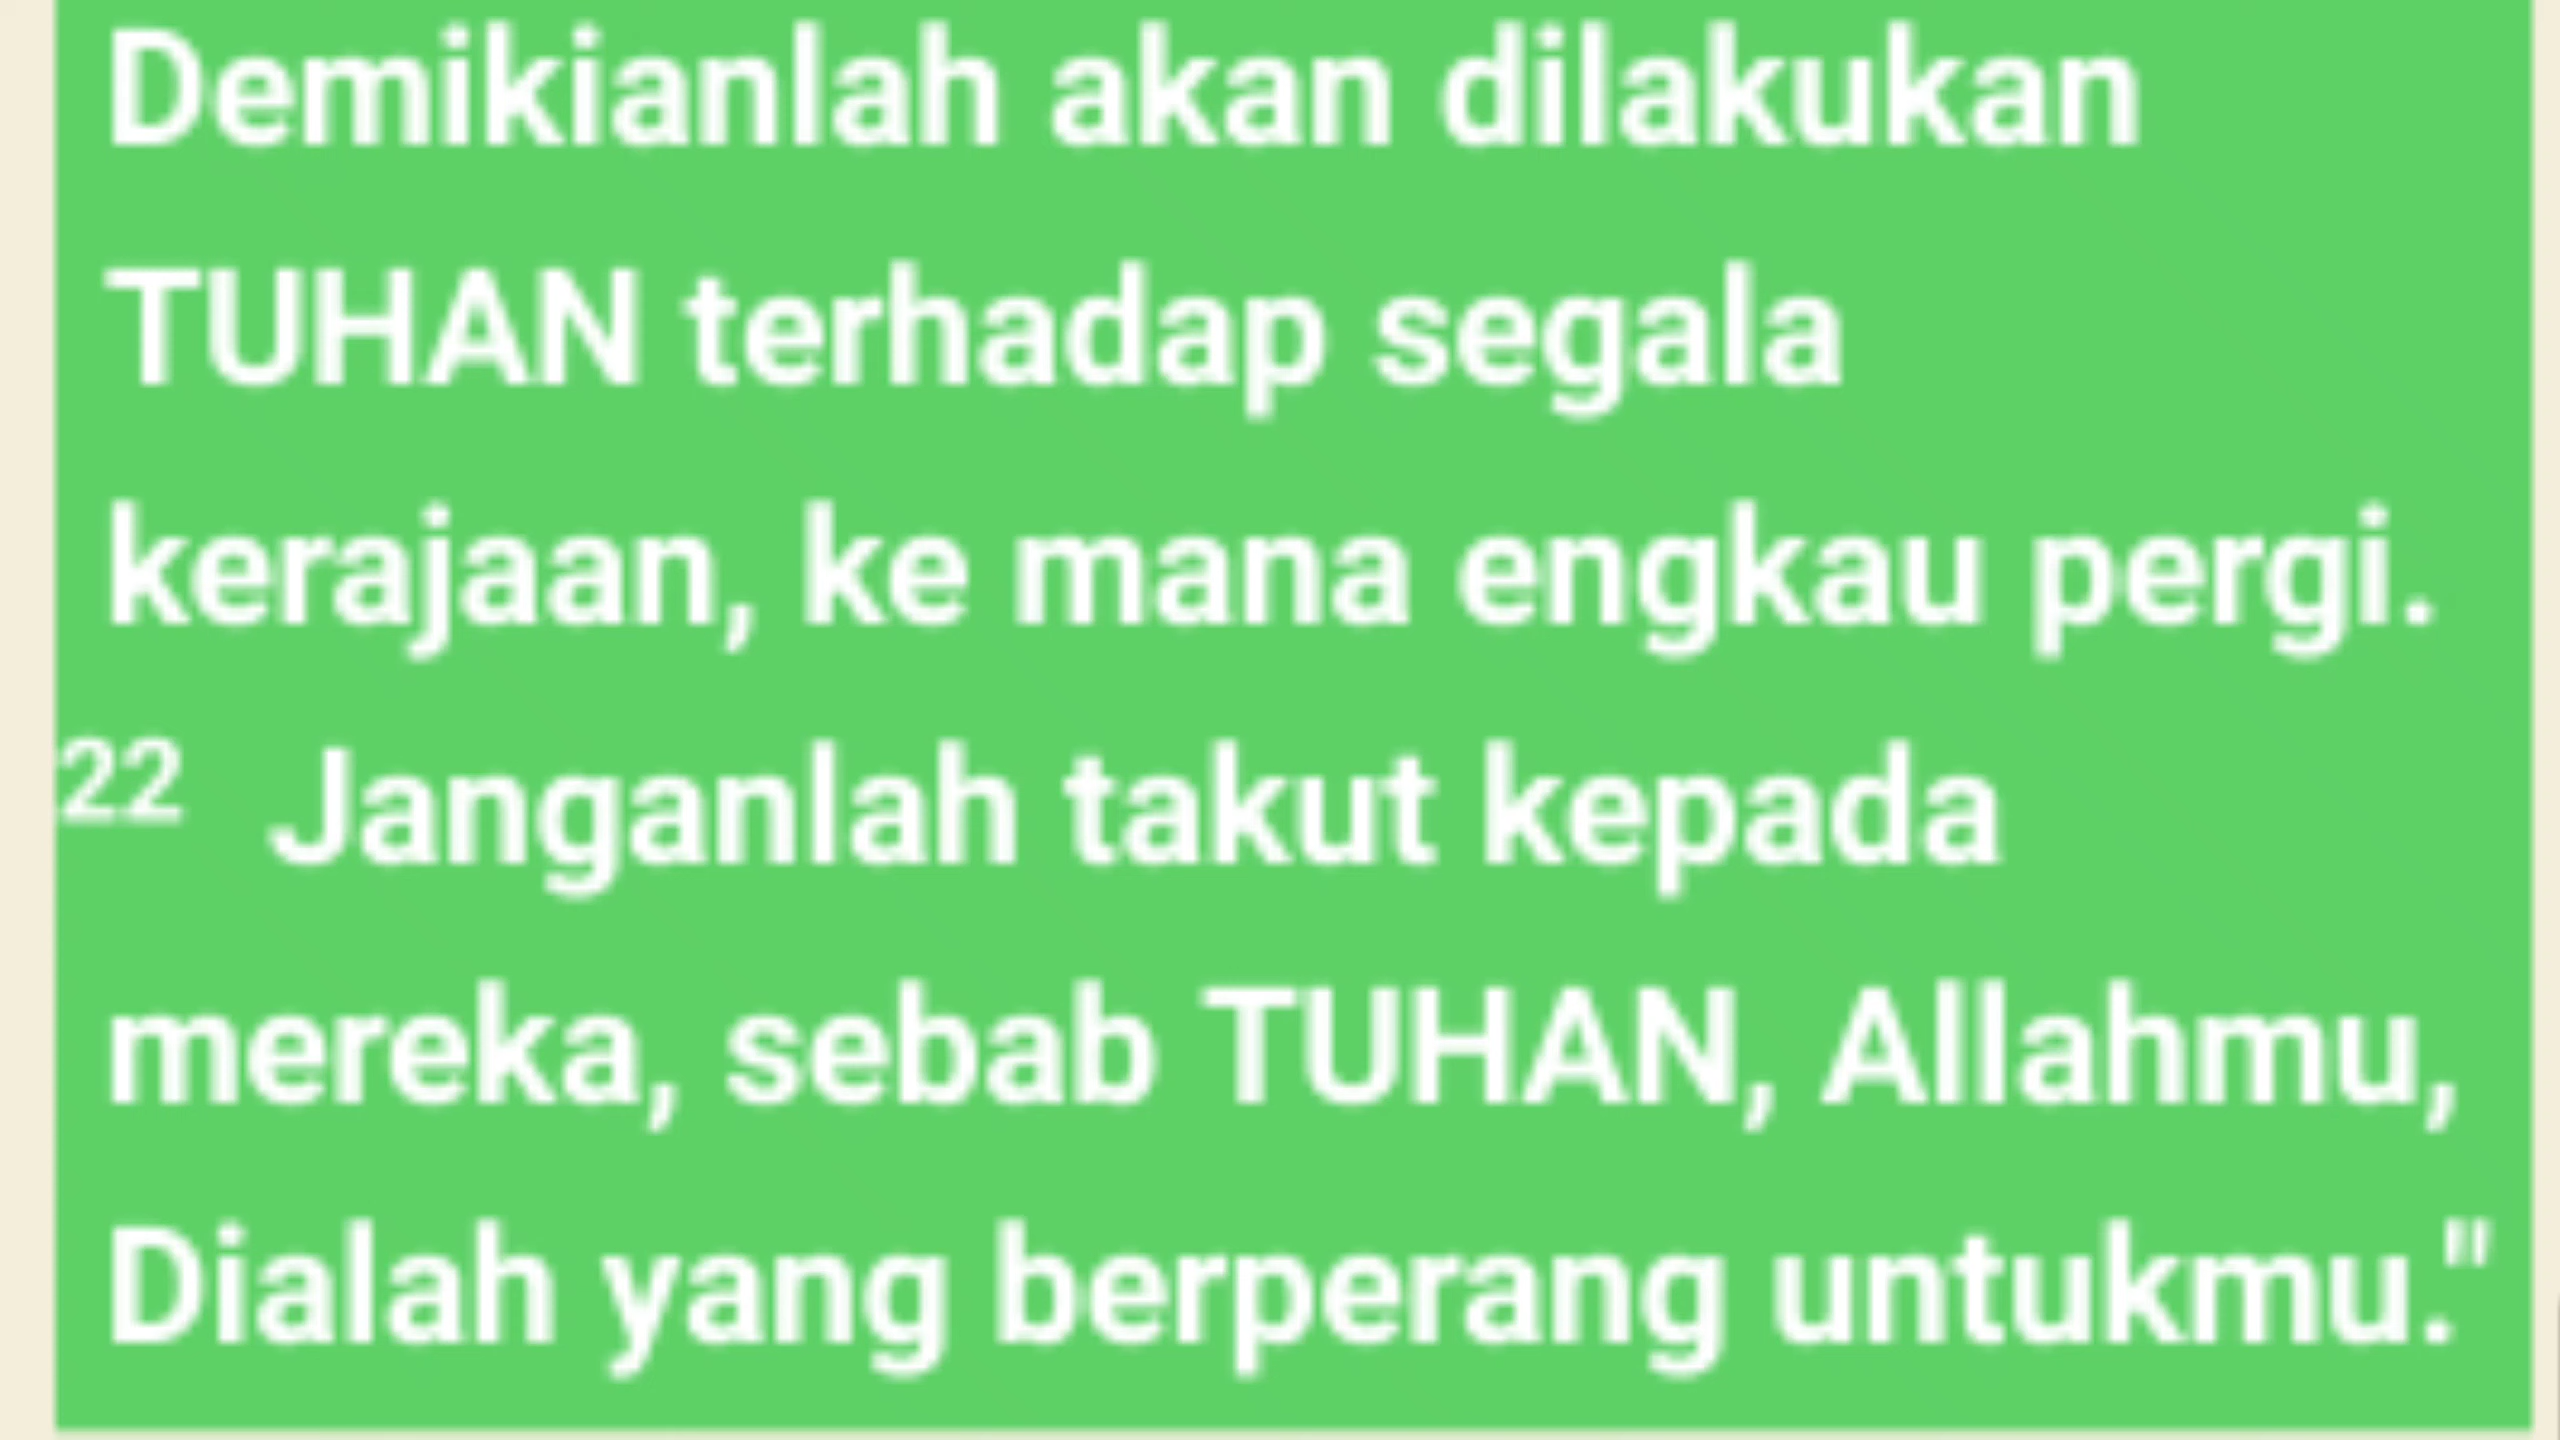 Demikianlah akan dilakukan
TUHAN terhadap segala
kerajaan, ke mana engkau pergi.
22 Janganlah takut kepada
mereka, sebab TUHAN, Allahmu,
Dialah yang berperang untukmu."